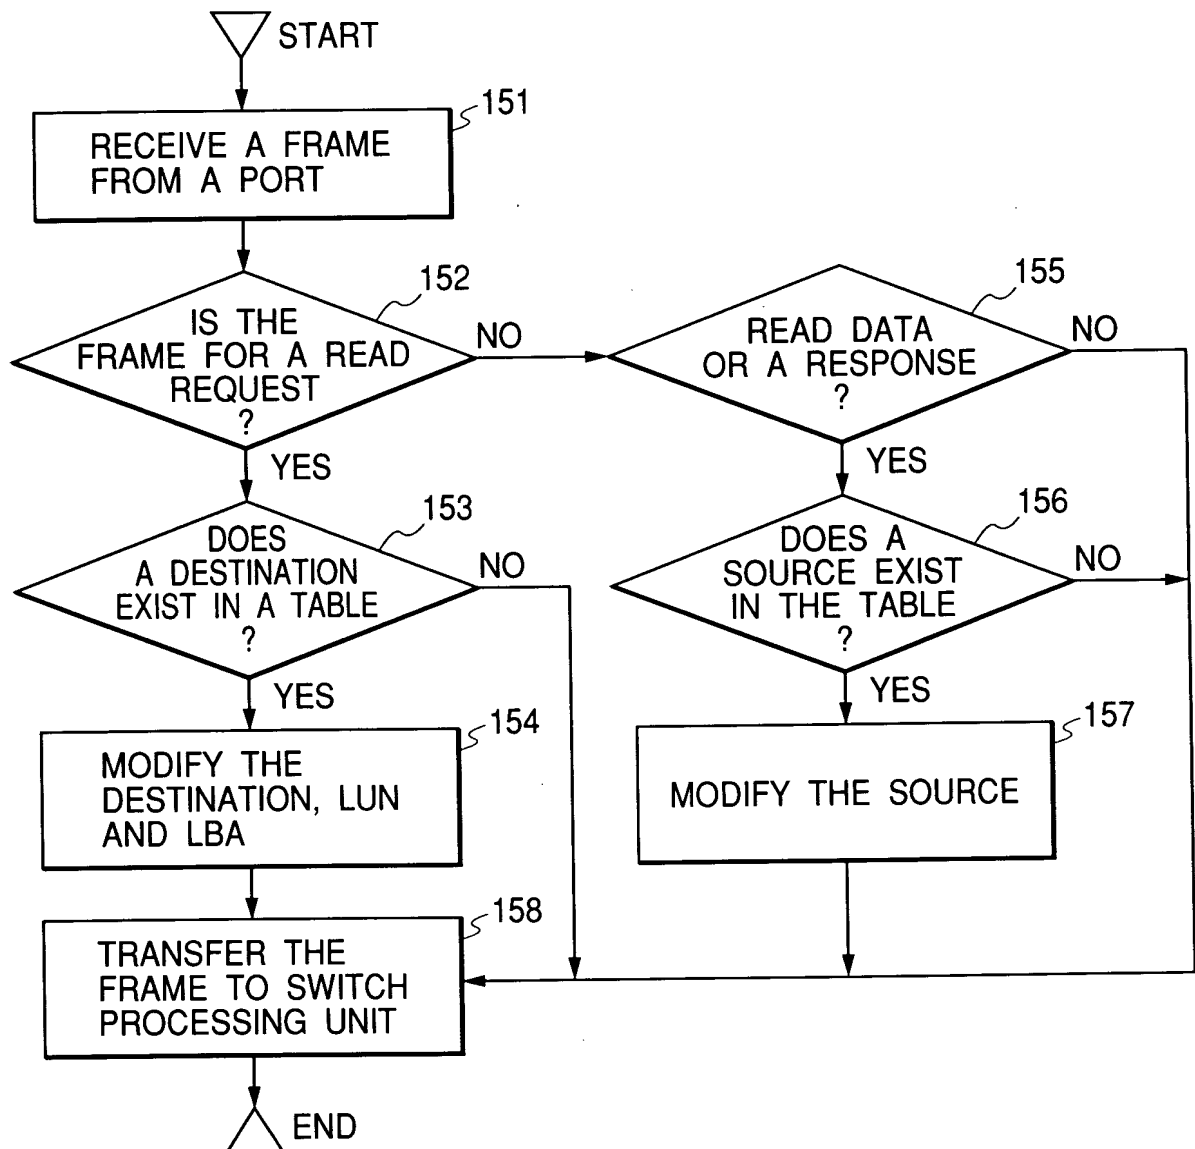 START
151
RECEIVE A FRAME
FROM A PORT
152
IS THE
FRAME FOR A READ
REQUEST
?
NO
YES
155
READ DATA
OR A RESPONSE
?
NO
YES
153
DOES
A DESTINATION
EXIST IN A TABLE
?
NO
YES
156
DOES A
SOURCE EXIST
IN THE TABLE
?
NO
YES
154
MODIFY THE
DESTINATION, LUN
AND LBA
157
MODIFY THE SOURCE
158
TRANSFER THE
FRAME TO SWITCH
PROCESSING UNIT
END